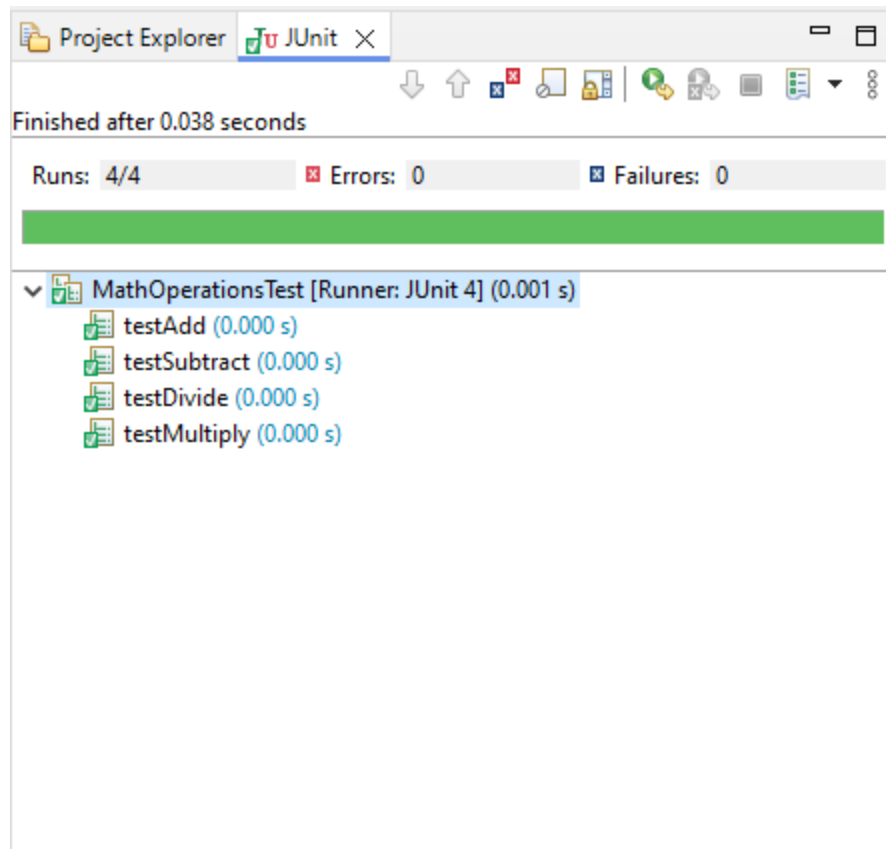 Project Explorer JUnit
Finished after 0.038 seconds
Runs: 4/4 Errors: 0 Failures: 0
MathOperationsTest [Runner: JUnit 4] (0.001 s)
testAdd (0.000 s)
testSubtract (0.000 s)
testDivide (0.000 s)
testMultiply (0.000 s)